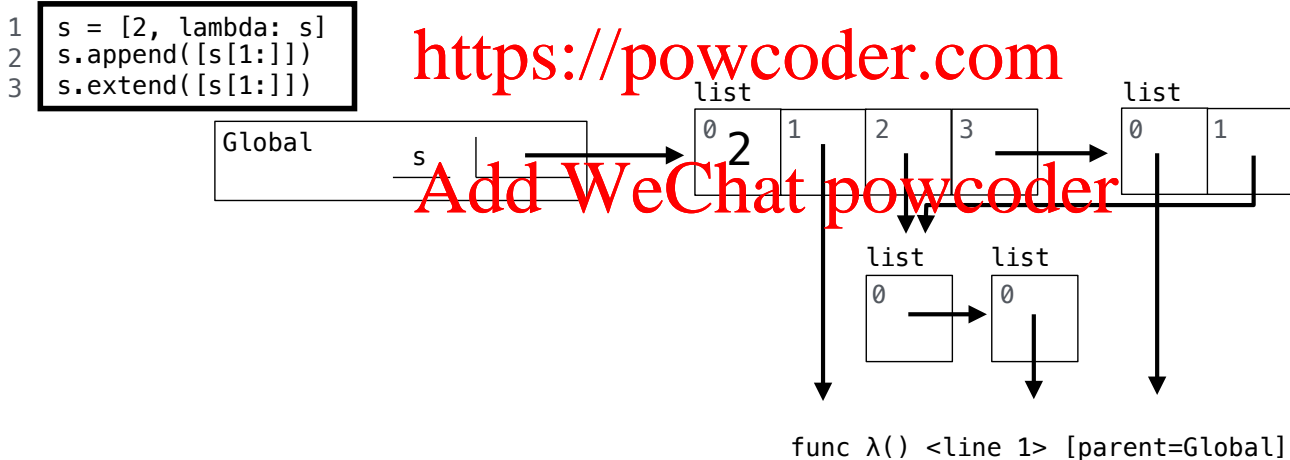 1 s = [2, lambda: s]
2 s.append([s[1:]])
3 s.extend([s[1:]])
https://powcoder.com
list
list
Global
s
0 2 1 2 3
0 1
Add WeChat powcoder
list list
0 0
func λ() <line 1> [parent=Global]